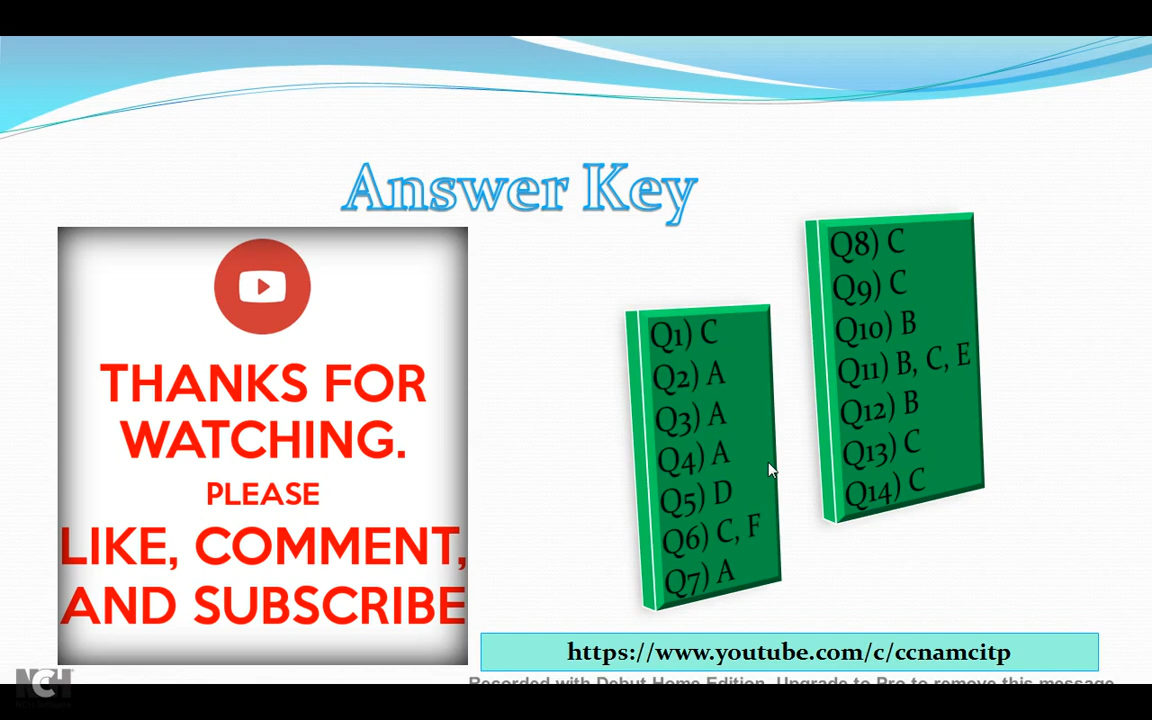 Answer Key
THANKS FOR
WATCHING.
PLEASE
LIKE, COMMENT,
AND SUBSCRIBE
Q1) C
Q2) A
Q3) A
Q4) A
Q5) D
Q6) C, F
Q7) A
Q8) C
Q9) C
Q10) B
Q11) B, C, E
Q12) B
Q13) C
Q14) C
https://www.youtube.com/c/ccnamcitp
NCH
Recorded with Debut Home Edition. Upgrade to Pro to remove this message